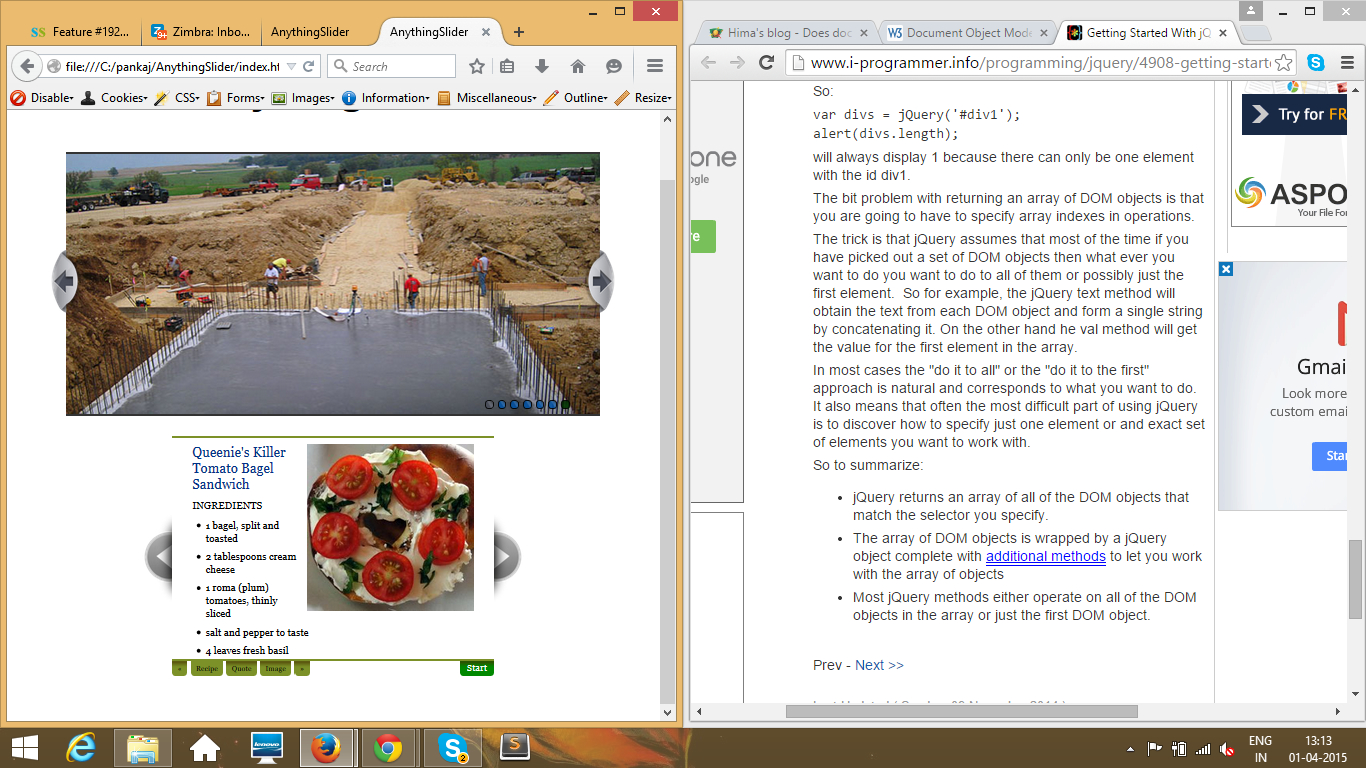 SS Feature #192...
Zimbra: Inbo...
AnythingSlider
AnythingSlider
file:///C:/pankaj/AnythingSlider/index.ht
Search
Disable Cookies CSS Forms Images Information Miscellaneous Outline Resize
Queenie's Killer
Tomato Bagel
Sandwich
INGREDIENTS
• 1 bagel, split and
toasted
• 2 tablespoons cream
cheese
• 1 roma (plum)
tomatoes, thinly
sliced
• salt and pepper to taste
• 4 leaves fresh basil
« Recipe Quote Image » Start
Hima's blog - Does doc
W3 Document Object Mode
Getting Started With jQ
www.i-programmer.info/programming/jquery/4908-getting-starte
So:
var divs = jQuery('#div1');
alert(divs.length);
will always display 1 because there can only be one element
with the id div1.
The bit problem with returning an array of DOM objects is that
you are going to have to specify array indexes in operations.
The trick is that jQuery assumes that most of the time if you
have picked out a set of DOM objects then what ever you
want to do you want to do to all of them or possibly just the
first element.  So for example, the jQuery text method will
obtain the text from each DOM object and form a single string
by concatenating it. On the other hand he val method will get
the value for the first element in the array.
In most cases the "do it to all" or the "do it to the first"
approach is natural and corresponds to what you want to do.
It also means that often the most difficult part of using jQuery
is to discover how to specify just one element or and exact set
of elements you want to work with.
So to summarize:
• jQuery returns an array of all of the DOM objects that
match the selector you specify.
• The array of DOM objects is wrapped by a jQuery
object complete with additional methods to let you work
with the array of objects
• Most jQuery methods either operate on all of the DOM
objects in the array or just the first DOM object.
Prev - Next >>
one
ogle
re
Try for FR
ASPO
Your File For
Gmai
Look more
custom emai
Star
lenovo
2
ENG
IN
13:13
01-04-2015